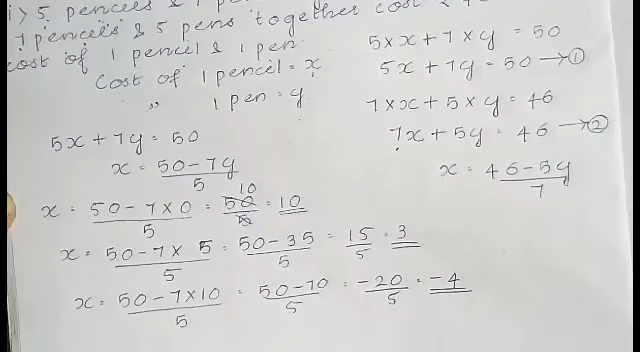 i) 5 pencils & 1 pe
7 pencils & 5 pens together cost
cost of 1 pencil & 1 pen.
Cost of 1 pencil = x
,, 1 pen = y
5 × x + 7 × y = 50
5x + 7y = 50 → ①
7 × x + 5 × y = 46
7x + 5y = 46 → ②
x = 46 - 5y / 7
5x + 7y = 50
x = 50 - 7y / 5
x = 50 - 7 × 0 / 5 = 50 / 5 10 = 10
x = 50 - 7 × 5 / 5 = 50 - 35 / 5 = 15 / 5 = 3
x = 50 - 7 × 10 / 5 = 50 - 70 / 5 = -20 / 5 = -4